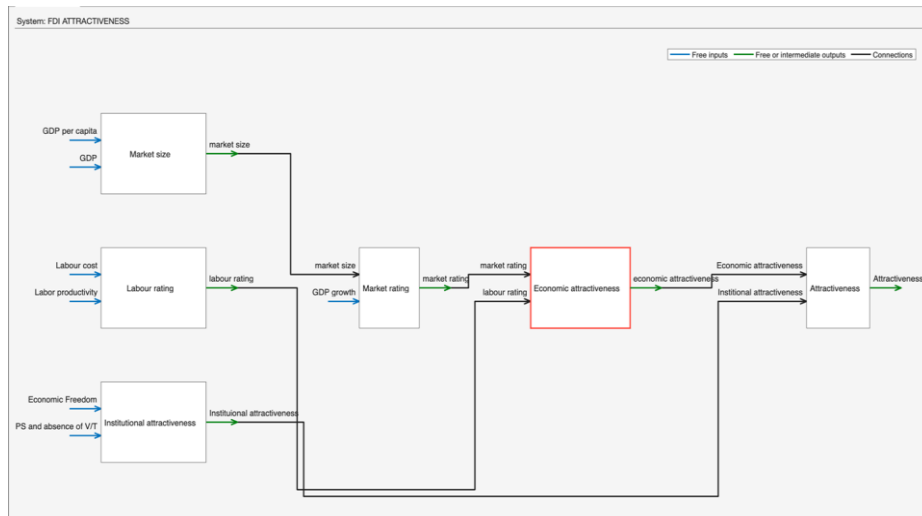 System: FDI ATTRACTIVENESS
Free inputs
Free or intermediate outputs
Connections
GDP per capita
GDP
Market size
market size
Labour cost
Labor productivity
Labour rating
labour rating
market size
GDP growth
Market rating
market rating
market rating
labour rating
Economic attractiveness
economic attractiveness
Economic attractiveness
Instiitional attractiveness
Attractiveness
Attractiveness
Economic Freedom
PS and absence of V/T
Institutional attractiveness
Instituional attractiveness